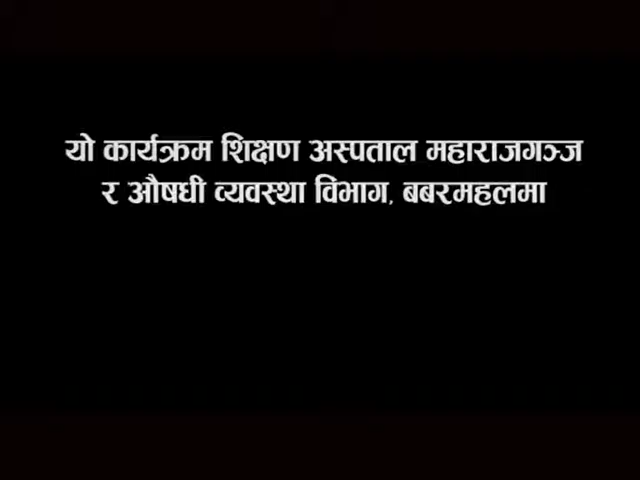 यो कार्यक्रम शिक्षण अस्पताल महाराजगञ्ज
र औषधी व्यवस्था विभाग, बबरमहलमा